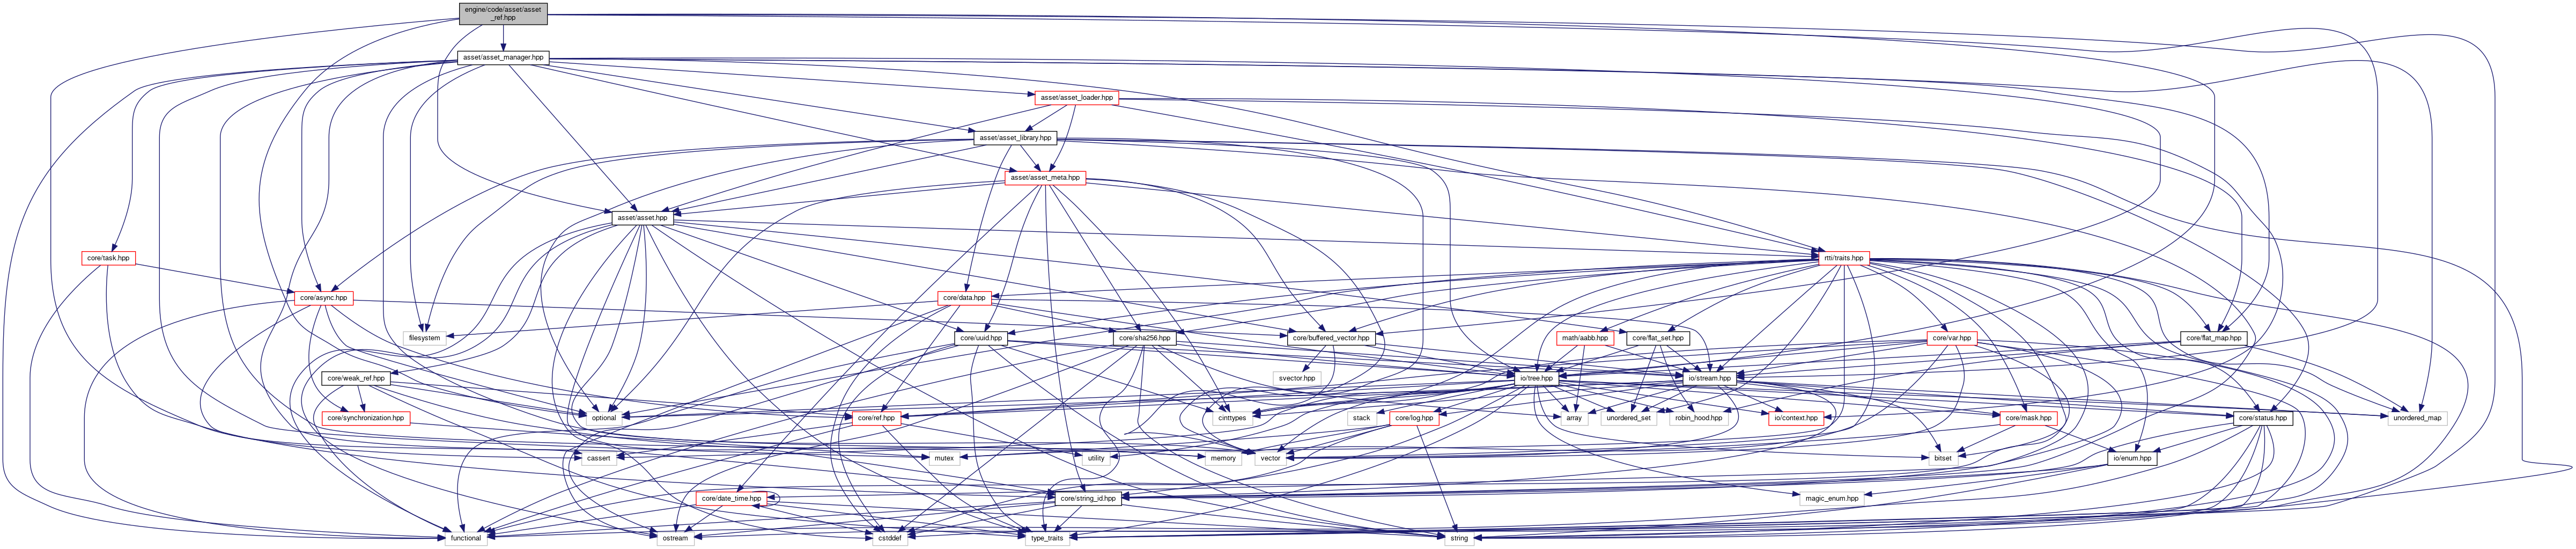 engine/code/asset/asset
_ref.hpp
asset/asset_manager.hpp
asset/asset_loader.hpp
asset/asset_library.hpp
asset/asset_meta.hpp
asset/asset.hpp
core/task.hpp
rtti/traits.hpp
core/async.hpp
core/data.hpp
filesystem
core/uuid.hpp
core/sha256.hpp
core/buffered_vector.hpp
math/aabb.hpp
core/flat_set.hpp
core/var.hpp
core/flat_map.hpp
core/weak_ref.hpp
svector.hpp
io/tree.hpp
io/stream.hpp
core/synchronization.hpp
optional
core/ref.hpp
cinttypes
stack
core/log.hpp
array
unordered_set
robin_hood.hpp
io/context.hpp
core/mask.hpp
core/status.hpp
unordered_map
cassert
mutex
utility
memory
vector
bitset
io/enum.hpp
core/date_time.hpp
core/string_id.hpp
magic_enum.hpp
functional
ostream
cstddef
type_traits
string